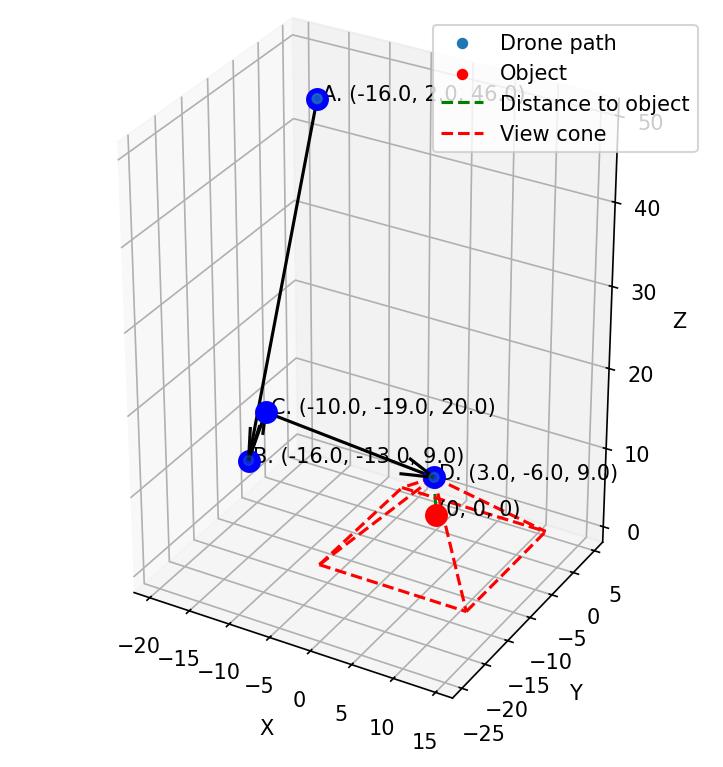 Drone path
Object
Distance to object
View cone
A. (-16.0, 2.0, 46.0)
50
40
30
Z
20
C. (-10.0, -19.0, 20.0)
10
B. (-16.0, -13.0, 9.0)
D. (3.0, -6.0, 9.0)
(0, 0, 0)
0
5
0
−5
−10
−15
−20
−25
Y
−20
−15
−10
−5
0
5
10
15
X